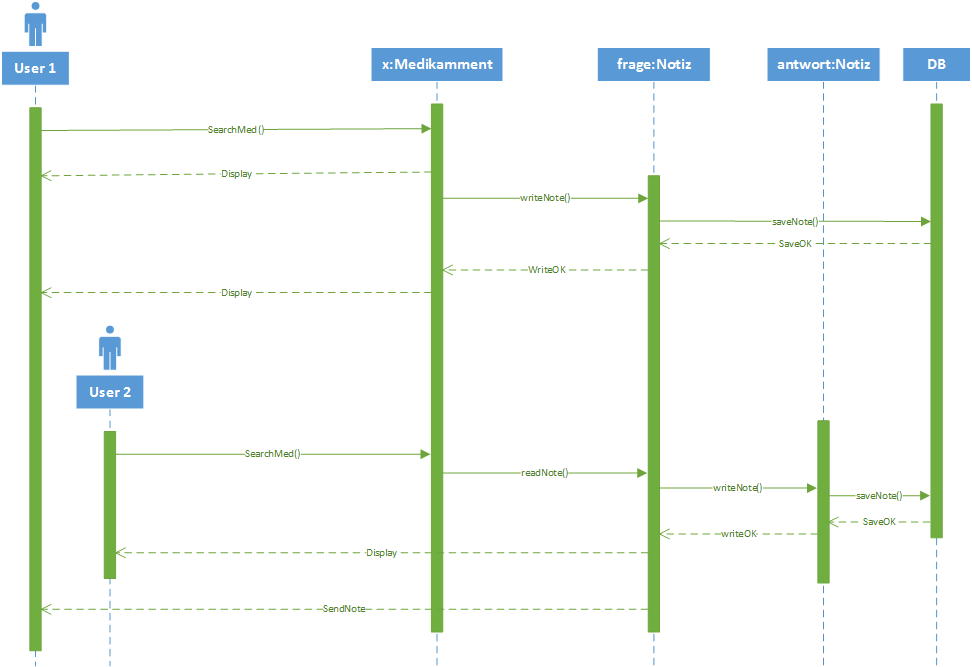 User 1
x:Medikamment
frage:Notiz
antwort:Notiz
DB
SearchMed()
Display
writeNote()
saveNote()
SaveOK
WriteOK
Display
User 2
SearchMed()
readNote()
writeNote()
saveNote()
SaveOK
writeOK
Display
SendNote